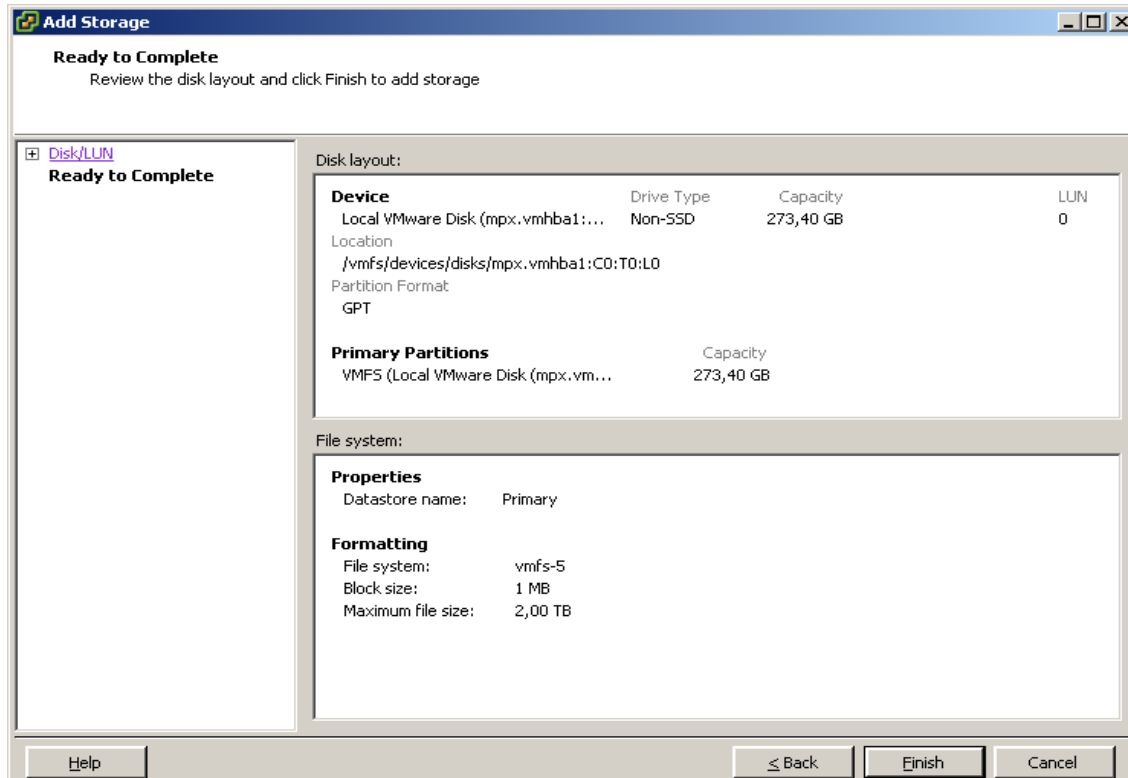 Add Storage
Ready to Complete
Review the disk layout and click Finish to add storage
Disk/LUN
Ready to Complete
Disk layout:
Device Drive Type Capacity LUN
Local VMware Disk (mpx.vmhba1:... Non-SSD 273,40 GB 0
Location
/vmfs/devices/disks/mpx.vmhba1:C0:T0:L0
Partition Format
GPT
Primary Partitions Capacity
VMFS (Local VMware Disk (mpx.vm... 273,40 GB
File system:
Properties
Datastore name: Primary
Formatting
File system: vmfs-5
Block size: 1 MB
Maximum file size: 2,00 TB
Help < Back Finish Cancel